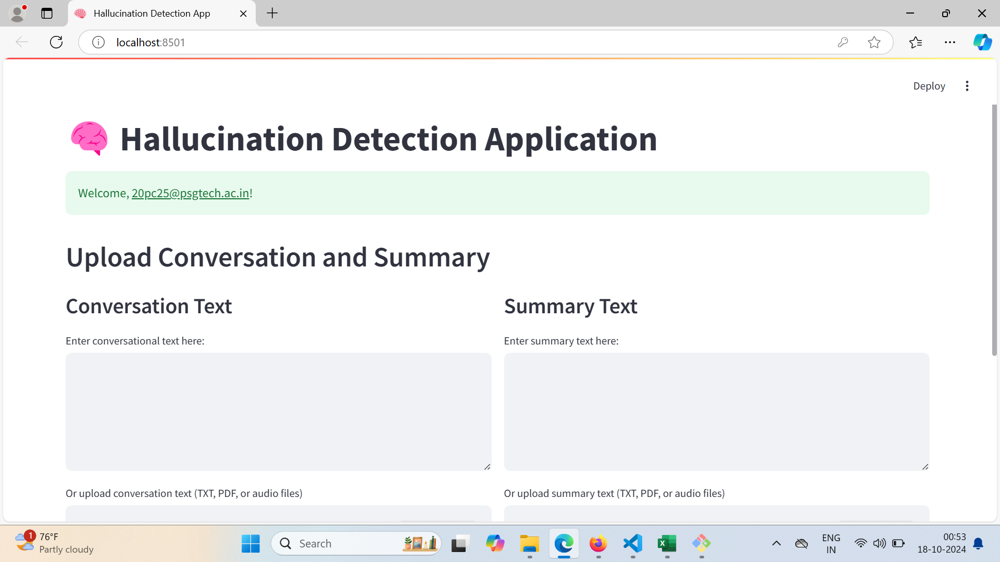 Hallucination Detection App
localhost:8501
Deploy
Hallucination Detection Application
Welcome, 20pc25@psgtech.ac.in!
Upload Conversation and Summary
Conversation Text
Summary Text
Enter conversational text here:
Enter summary text here:
Or upload conversation text (TXT, PDF, or audio files)
Or upload summary text (TXT, PDF, or audio files)
1
76°F
Partly cloudy
Search
ENG
IN
00:53
18-10-2024